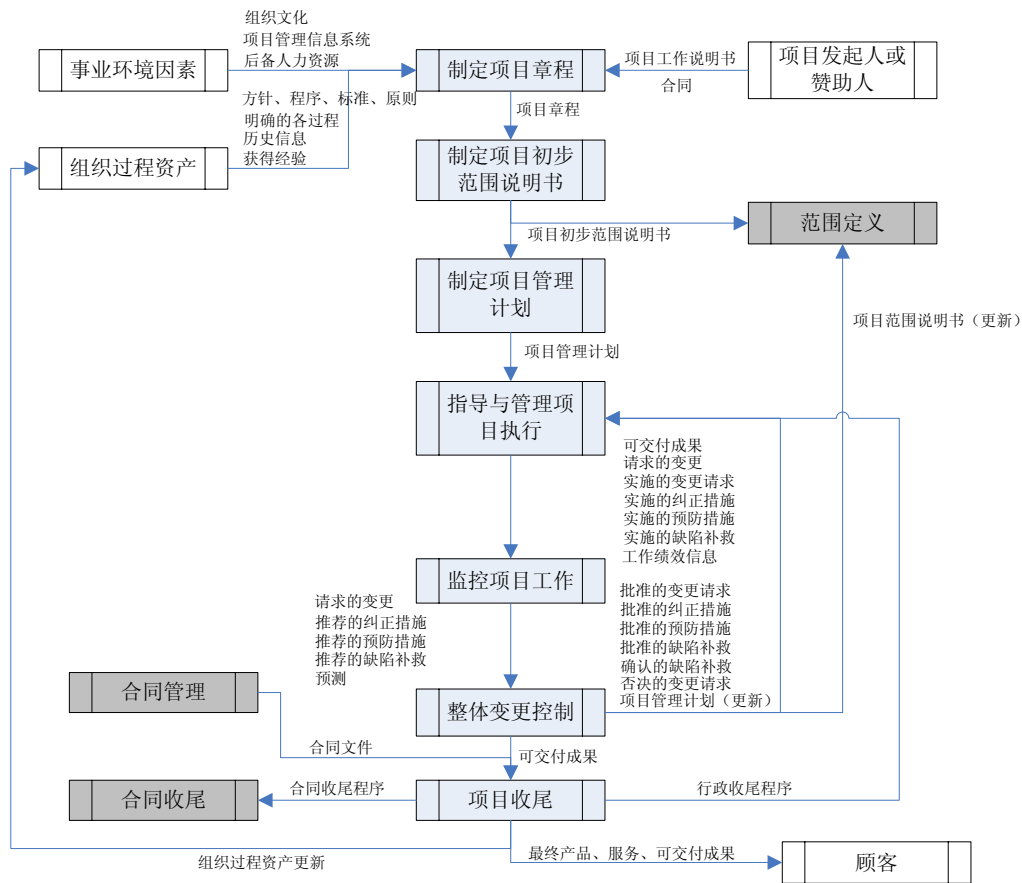 组织文化
项目管理信息系统
后备人力资源
事业环境因素
制定项目章程
项目工作说明书
合同
项目发起人或
赞助人
方针、程序、标准、原则
明确的各过程
历史信息
获得经验
项目章程
组织过程资产
制定项目初步
范围说明书
项目初步范围说明书
范围定义
制定项目管理
计划
项目范围说明书（更新）
项目管理计划
指导与管理项
目执行
可交付成果
请求的变更
实施的变更请求
实施的纠正措施
实施的预防措施
实施的缺陷补救
工作绩效信息
监控项目工作
请求的变更
推荐的纠正措施
推荐的预防措施
推荐的缺陷补救
预测
批准的变更请求
批准的纠正措施
批准的预防措施
批准的缺陷补救
确认的缺陷补救
否决的变更请求
项目管理计划（更新）
合同管理
整体变更控制
合同文件
可交付成果
合同收尾
合同收尾程序
项目收尾
行政收尾程序
组织过程资产更新
最终产品、服务、可交付成果
顾客